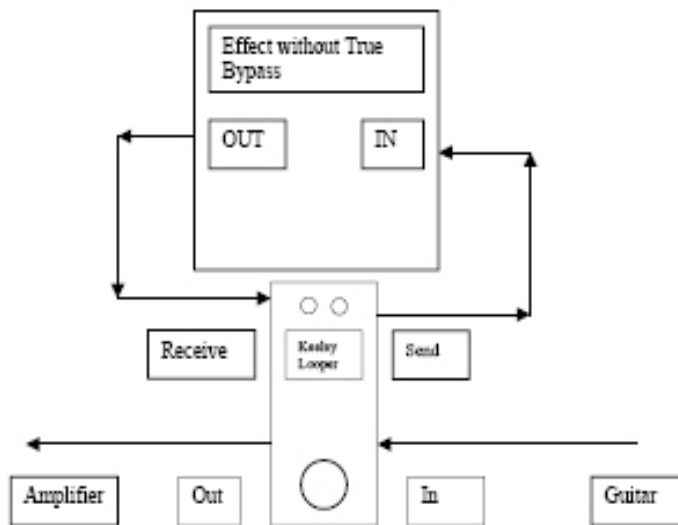 Effect without True
Bypass
OUT
IN
Receive
Keeley
Looper
Send
Amplifier
Out
In
Guitar